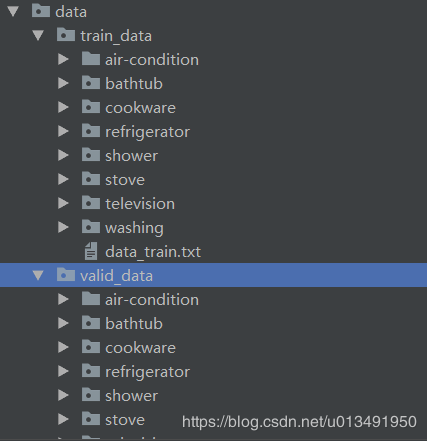 data
train_data
air-condition
bathtub
cookware
refrigerator
shower
stove
television
washing
data_train.txt
valid_data
air-condition
bathtub
cookware
refrigerator
shower
stove
https://blog.csdn.net/u013491950